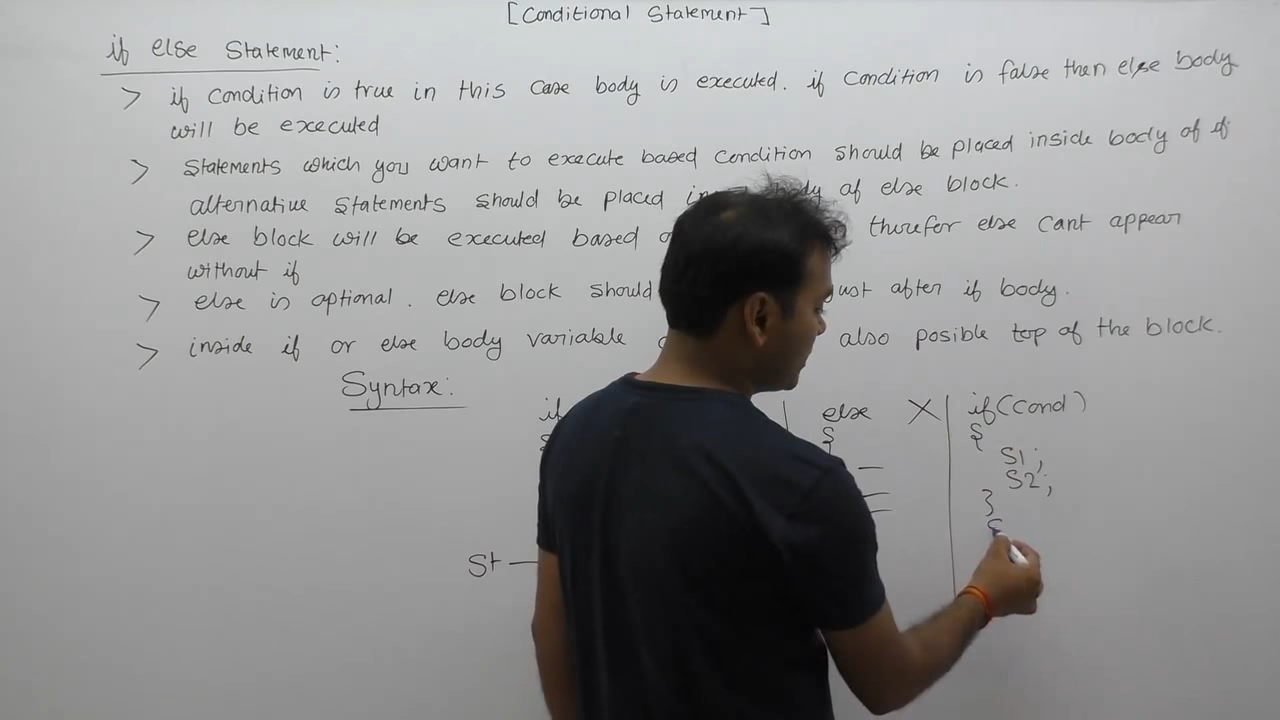 [Conditional Statement]
if else Statement:
> if condition is true in this case body is executed. if condition is false then else body
will be executed
> statements which you want to execute based condition should be placed inside body of if
alternative statements should be placed body of else block.
> else block will be executed based therefor else cant appear
without if
> else is optional. else block should just after if body.
> inside if or else body variable also posible top of the block.
Syntax:
if
else X
{
if(cond)
{
S1;
S2;
}
S
St